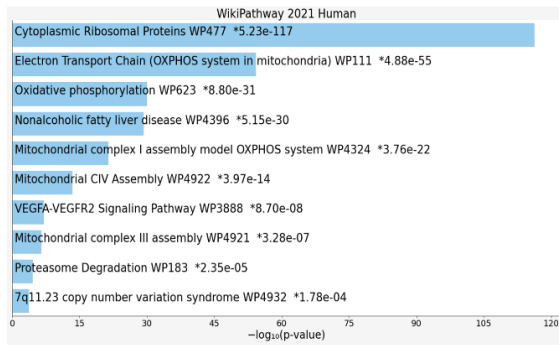 WikiPathway 2021 Human
Cytoplasmic Ribosomal Proteins WP477 *5.23e-117
Electron Transport Chain (OXPHOS system in mitochondria) WP111 *4.88e-55
Oxidative phosphorylation WP623 *8.80e-31
Nonalcoholic fatty liver disease WP4396 *5.15e-30
Mitochondrial complex I assembly model OXPHOS system WP4324 *3.76e-22
Mitochondrial CIV Assembly WP4922 *3.97e-14
VEGFA-VEGFR2 Signaling Pathway WP3888 *8.70e-08
Mitochondrial complex III assembly WP4921 *3.28e-07
Proteasome Degradation WP183 *2.35e-05
7q11.23 copy number variation syndrome WP4932 *1.78e-04
0 15 30 45 60 75 90 105 120
−log₁₀(p-value)